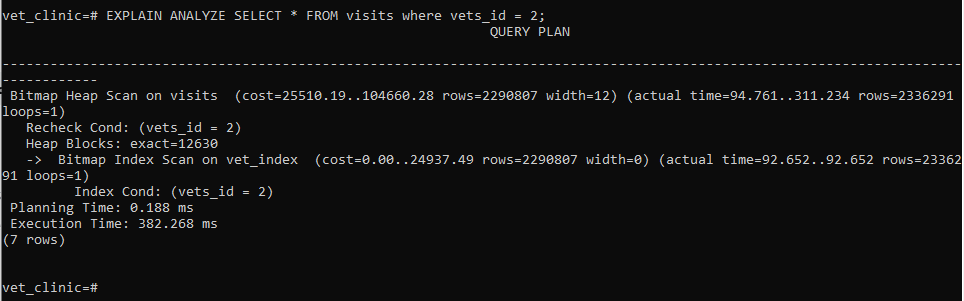 vet_clinic=# EXPLAIN ANALYZE SELECT * FROM visits where vets_id = 2;
QUERY PLAN
-------------------------------------------------------------------------------------------------------------------------
------------
Bitmap Heap Scan on visits  (cost=25510.19..104660.28 rows=2290807 width=12) (actual time=94.761..311.234 rows=2336291
loops=1)
   Recheck Cond: (vets_id = 2)
   Heap Blocks: exact=12630
   ->  Bitmap Index Scan on vet_index  (cost=0.00..24937.49 rows=2290807 width=0) (actual time=92.652..92.652 rows=23362
91 loops=1)
         Index Cond: (vets_id = 2)
 Planning Time: 0.188 ms
 Execution Time: 382.268 ms
(7 rows)
vet_clinic=#